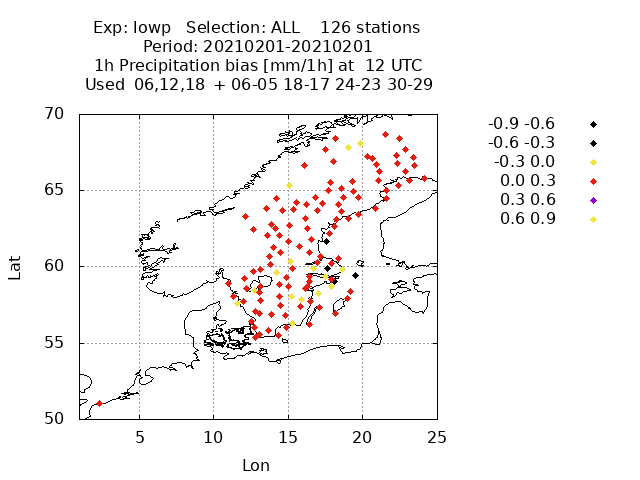 Exp: lowp   Selection: ALL    126 stations
Period: 20210201-20210201
1h Precipitation bias [mm/1h] at  12 UTC
Used  06,12,18  + 06-05 18-17 24-23 30-29
-0.9 -0.6
-0.6 -0.3
-0.3 0.0
0.0 0.3
0.3 0.6
0.6 0.9
70
65
60
55
50
Lat
5 10 15 20 25
Lon